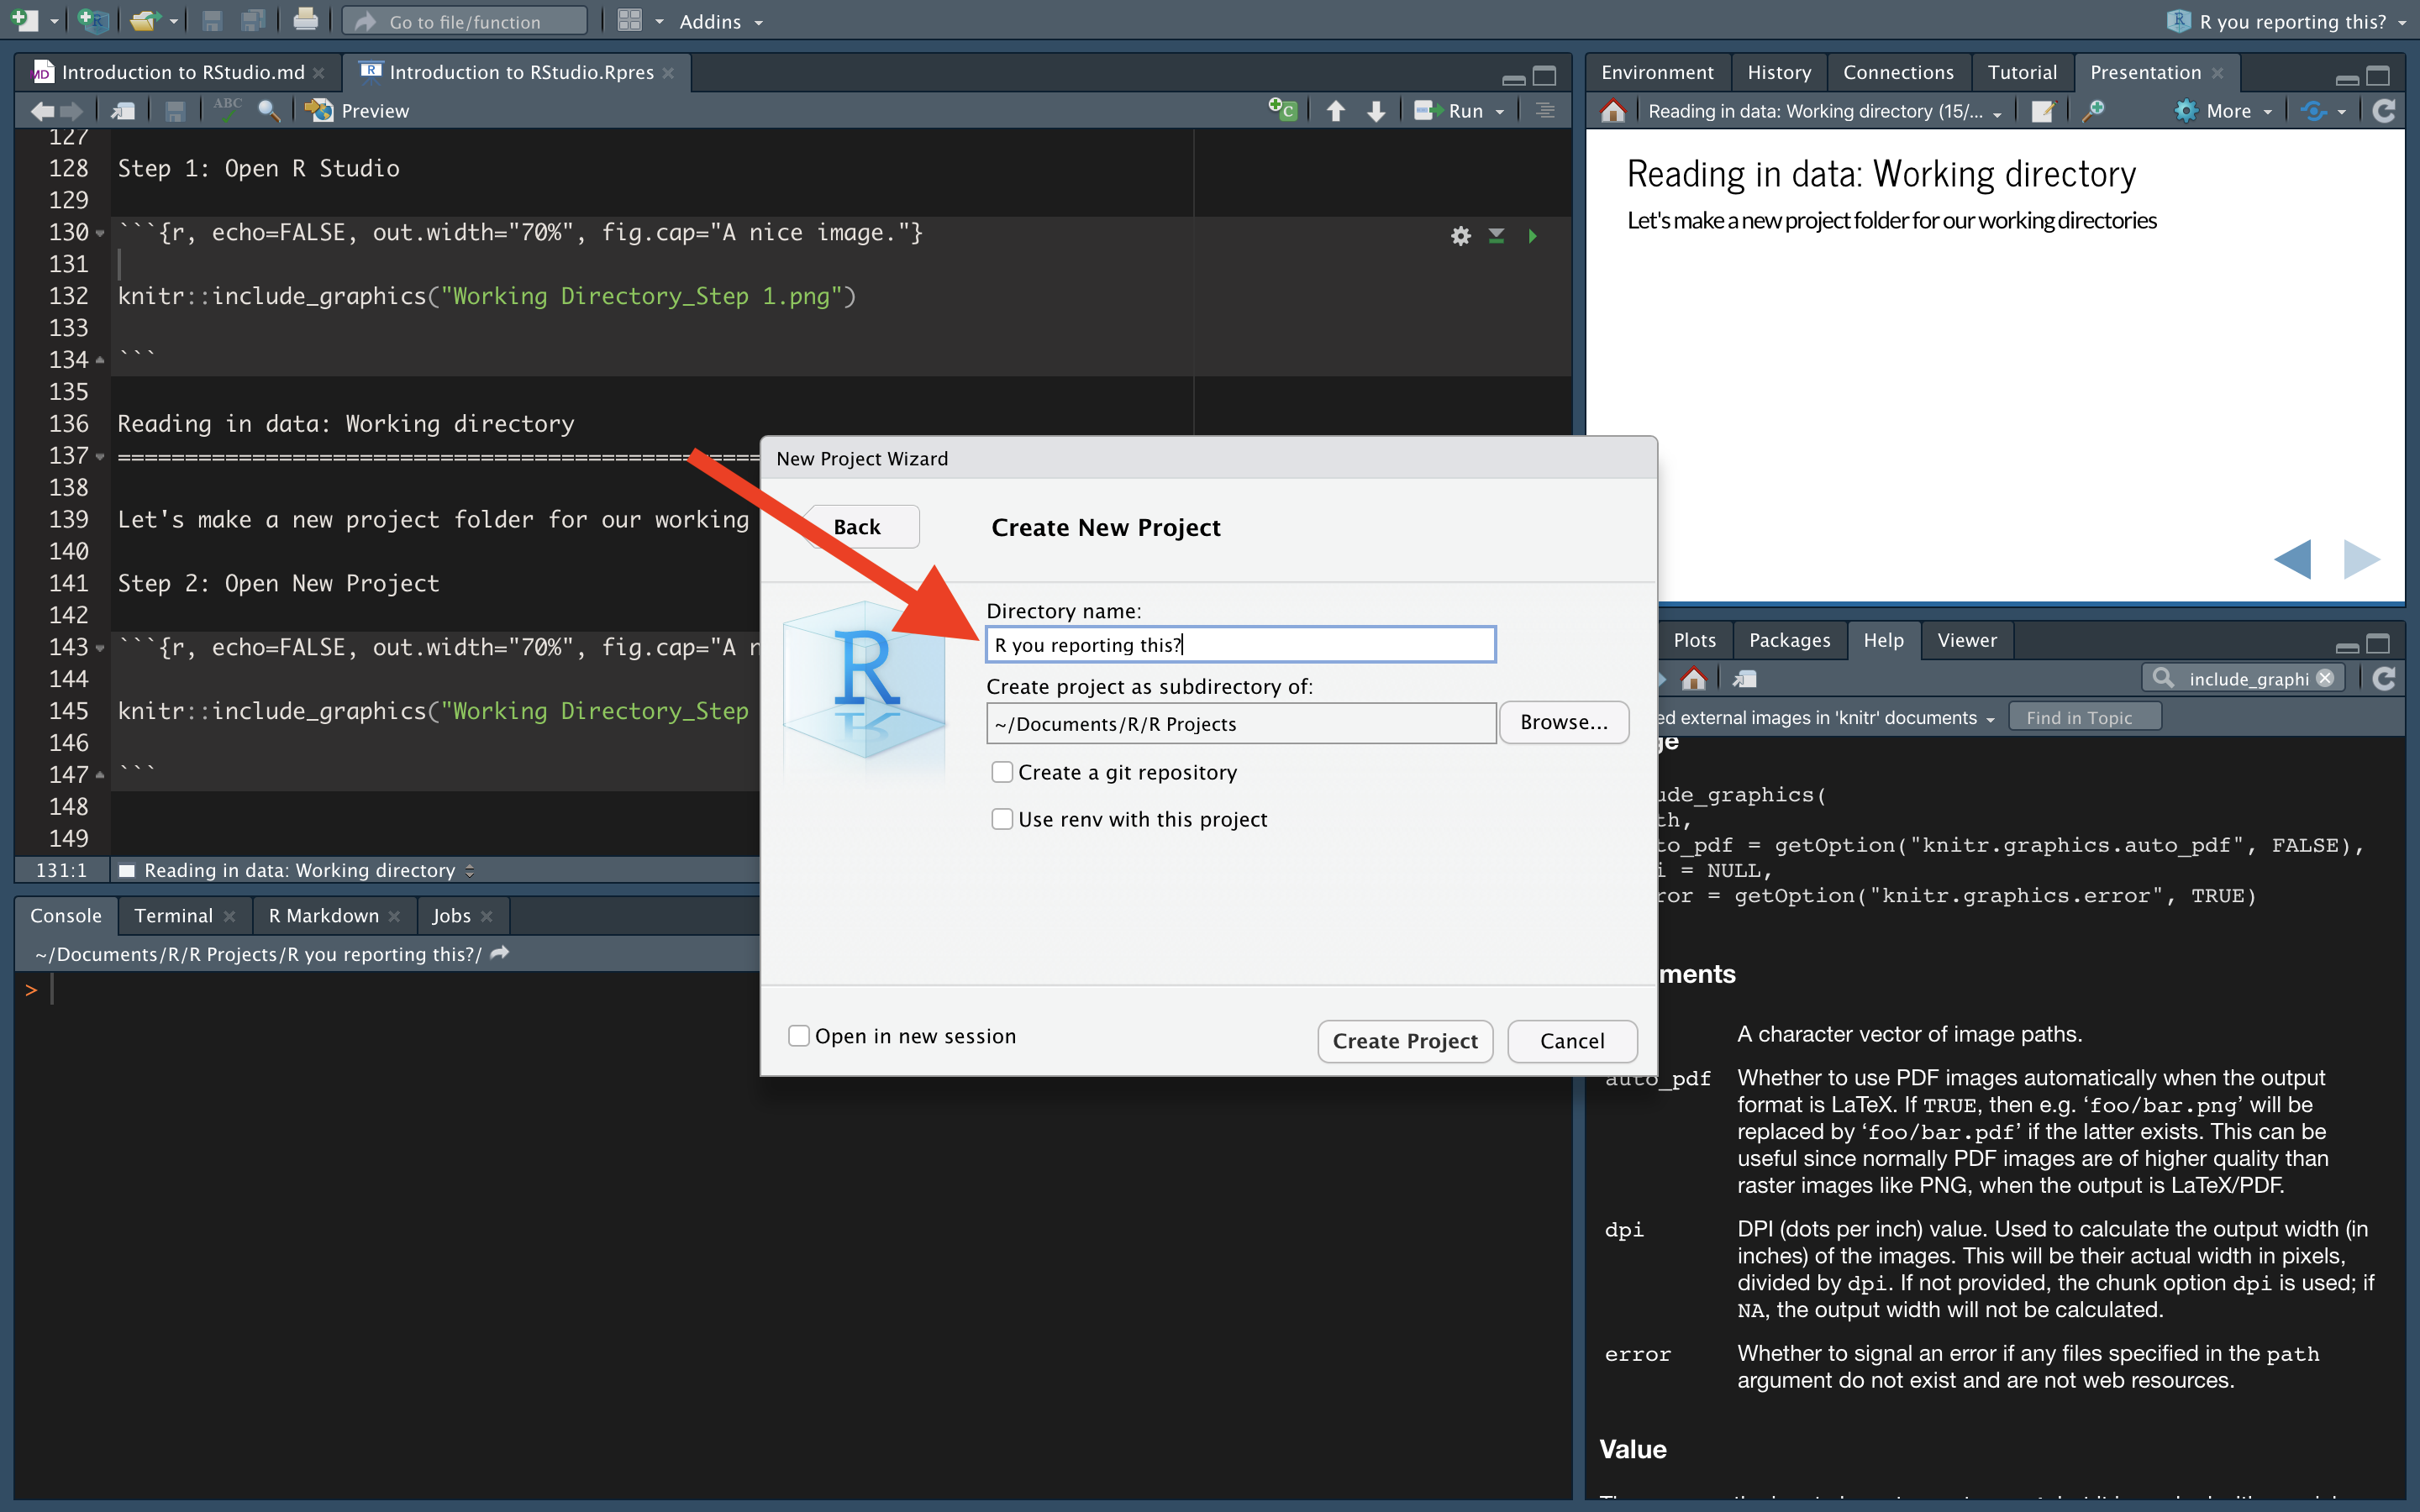 Go to file/function
Addins
R you reporting this?
Introduction to RStudio.md
Introduction to RStudio.Rpres
ABC
Preview
Run
127
128 Step 1: Open R Studio
129
130 ```{r, echo=FALSE, out.width="70%", fig.cap="A nice image."}
131
132 knitr::include_graphics("Working Directory_Step 1.png")
133
134 ```
135
136 Reading in data: Working directory
137 ================================================
138
139 Let's make a new project folder for our working
140
141 Step 2: Open New Project
142
143 ```{r, echo=FALSE, out.width="70%", fig.cap="A n
144
145 knitr::include_graphics("Working Directory_Step
146
147 ```
148
149
131:1 Reading in data: Working directory
Console Terminal R Markdown Jobs
~/Documents/R/R Projects/R you reporting this?/
>
New Project Wizard
Back
Create New Project
R
Directory name:
R you reporting this?
Create project as subdirectory of:
~/Documents/R/R Projects
Browse...
Create a git repository
Use renv with this project
Open in new session
Create Project
Cancel
Environment History Connections Tutorial Presentation
Reading in data: Working directory (15/...
More
Reading in data: Working directory
Let's make a new project folder for our working directories
Plots Packages Help Viewer
include_graphi
ed external images in 'knitr' documents
Find in Topic
ge
ude_graphics(
th,
to_pdf = getOption("knitr.graphics.auto_pdf", FALSE),
i = NULL,
ror = getOption("knitr.graphics.error", TRUE)
ments
A character vector of image paths.
auto_pdf Whether to use PDF images automatically when the output
format is LaTeX. If TRUE, then e.g. ‘foo/bar.png’ will be
replaced by ‘foo/bar.pdf’ if the latter exists. This can be
useful since normally PDF images are of higher quality than
raster images like PNG, when the output is LaTeX/PDF.
dpi DPI (dots per inch) value. Used to calculate the output width (in
inches) of the images. This will be their actual width in pixels,
divided by dpi. If not provided, the chunk option dpi is used; if
NA, the output width will not be calculated.
error Whether to signal an error if any files specified in the path
argument do not exist and are not web resources.
Value